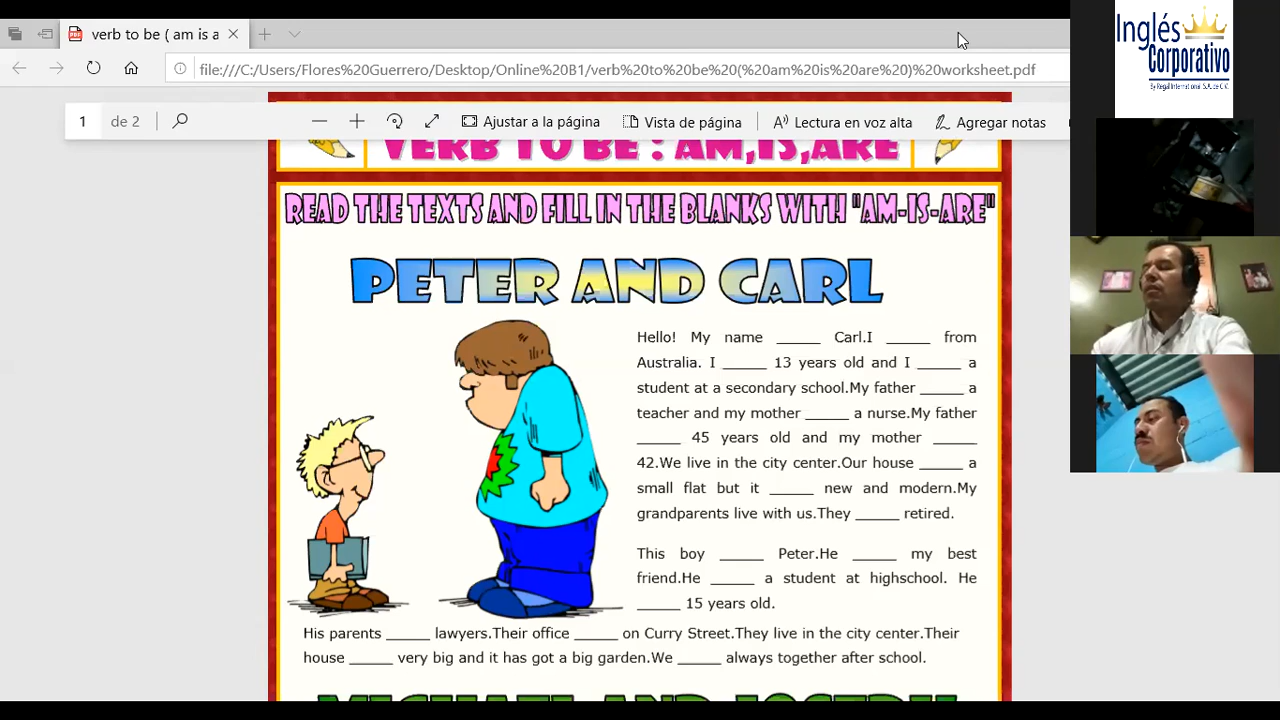 verb to be ( am is a
file:///C:/Users/Flores%20Guerrero/Desktop/Online%20B1/verb%20to%20be%20(%20am%20is%20are%20)%20worksheet.pdf
1 de 2 Ajustar a la página Vista de página Lectura en voz alta Agregar notas
Inglés
Corporativo
By Regal International S.A. de C.V.
VERB TO BE : AM,IS,ARE
READ THE TEXTS AND FILL IN THE BLANKS WITH "AM-IS-ARE"
PETER AND CARL
Hello! My name _____ Carl.I _____ from
Australia. I _____ 13 years old and I _____ a
student at a secondary school.My father _____ a
teacher and my mother _____ a nurse.My father
_____ 45 years old and my mother _____
42.We live in the city center.Our house _____ a
small flat but it _____ new and modern.My
grandparents live with us.They _____ retired.
This boy _____ Peter.He _____ my best
friend.He _____ a student at highschool. He
_____ 15 years old.
His parents _____ lawyers.Their office _____ on Curry Street.They live in the city center.Their
house _____ very big and it has got a big garden.We _____ always together after school.